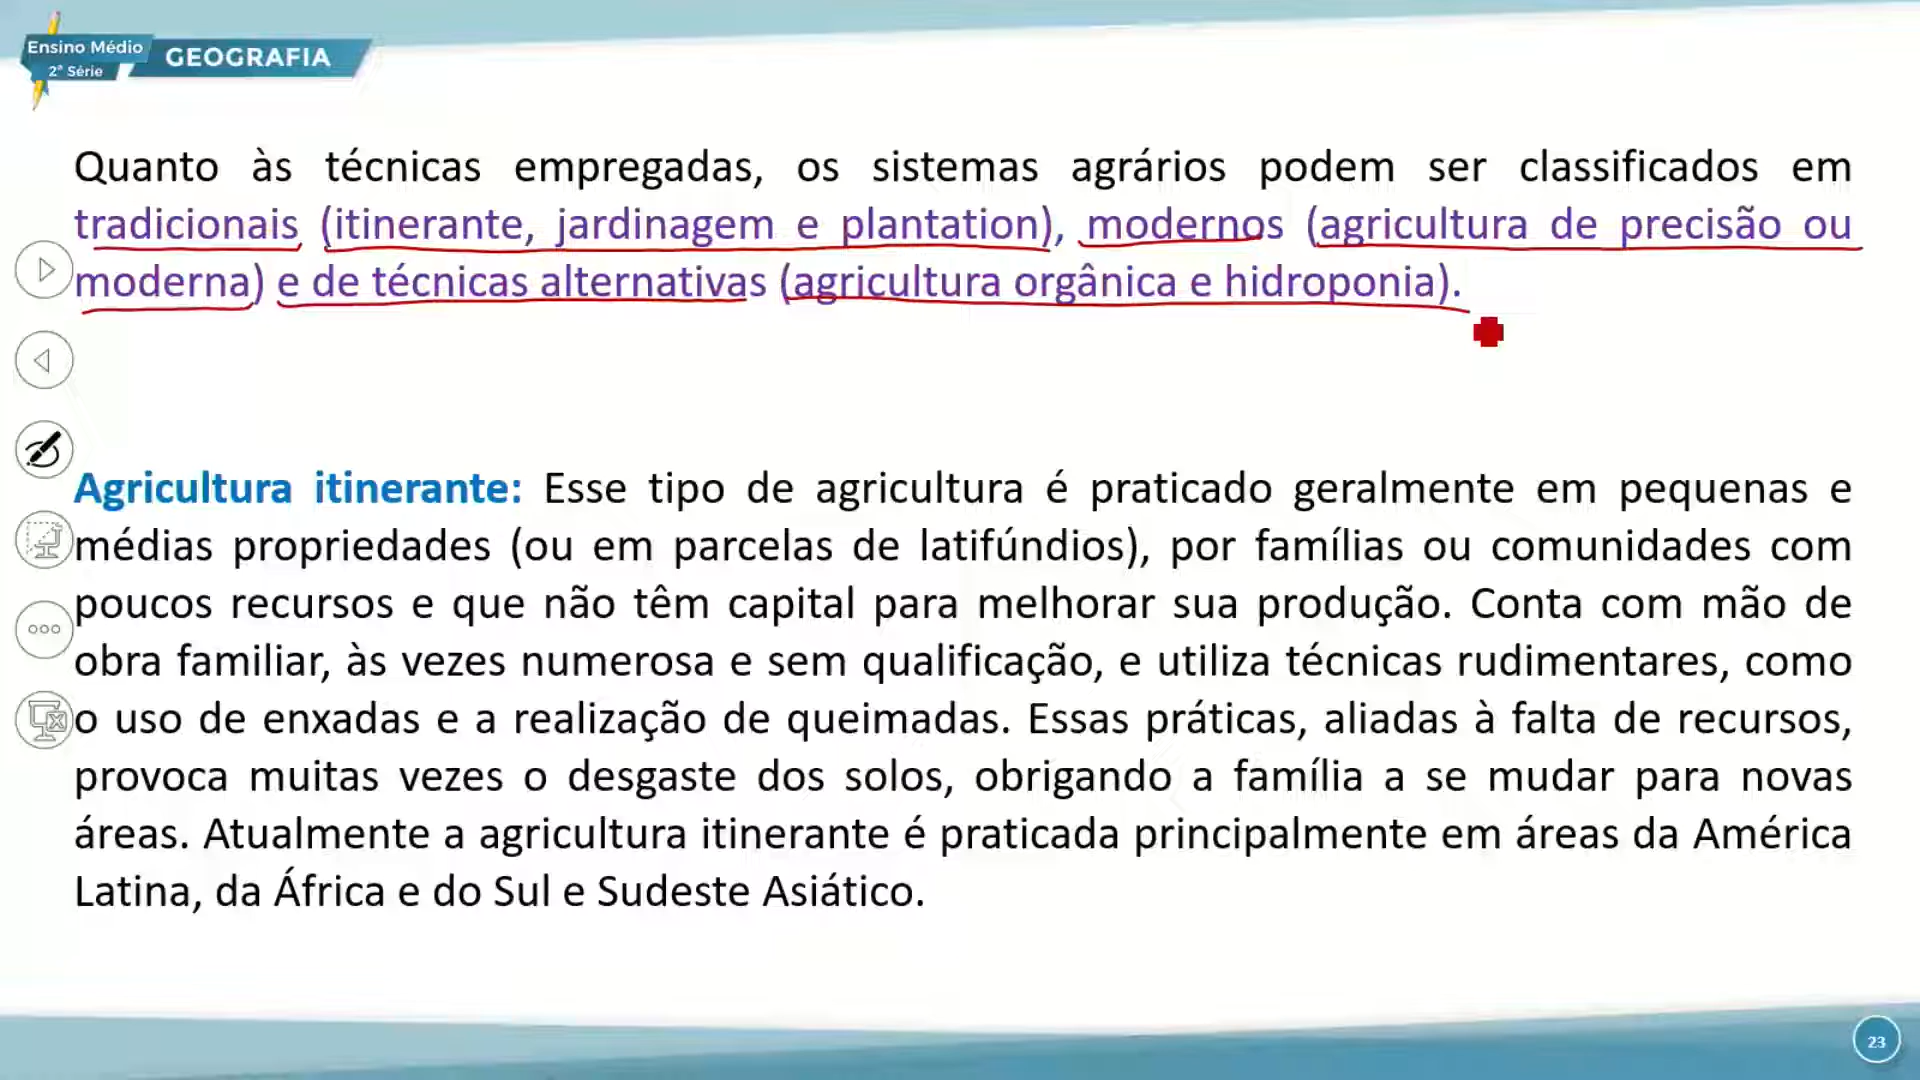 Ensino Médio
2ª Série
GEOGRAFIA
Quanto às técnicas empregadas, os sistemas agrários podem ser classificados em
tradicionais (itinerante, jardinagem e plantation), modernos (agricultura de precisão ou
moderna) e de técnicas alternativas (agricultura orgânica e hidroponia).
Agricultura itinerante: Esse tipo de agricultura é praticado geralmente em pequenas e
médias propriedades (ou em parcelas de latifúndios), por famílias ou comunidades com
poucos recursos e que não têm capital para melhorar sua produção. Conta com mão de
obra familiar, às vezes numerosa e sem qualificação, e utiliza técnicas rudimentares, como
o uso de enxadas e a realização de queimadas. Essas práticas, aliadas à falta de recursos,
provoca muitas vezes o desgaste dos solos, obrigando a família a se mudar para novas
áreas. Atualmente a agricultura itinerante é praticada principalmente em áreas da América
Latina, da África e do Sul e Sudeste Asiático.
23